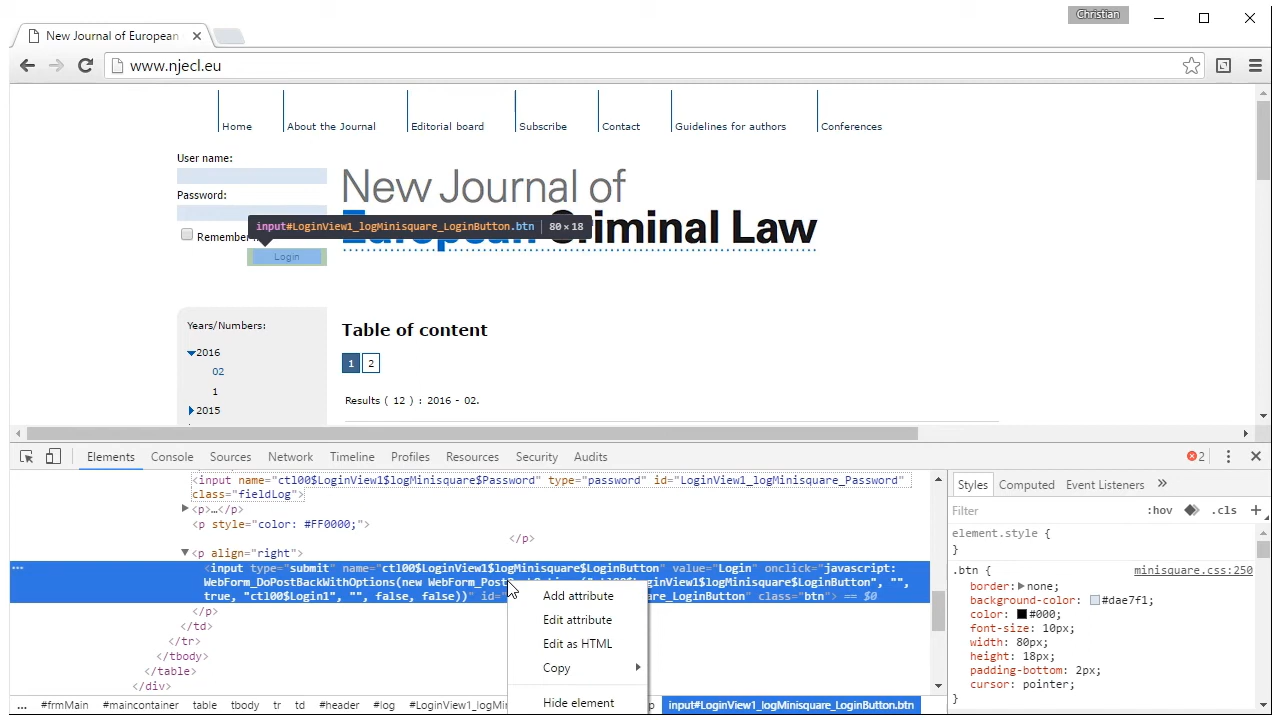 Christian
New Journal of European
www.njecl.eu
Home
About the Journal
Editorial board
Subscribe
Contact
Guidelines for authors
Conferences
User name:
Password:
Remember
Login
input#LoginView1_logMinisquare_LoginButton.btn 80×18
New Journal of
European Criminal Law
Years/Numbers:
2016
02
1
2015
Table of content
1 2
Results ( 12 ) : 2016 - 02.
Elements Console Sources Network Timeline Profiles Resources Security Audits 2
<input name="ctl00$LoginView1$logMinisquare$Password" type="password" id="LoginView1_logMinisquare_Password"
class="fieldLog">
<p>…</p>
<p style="color: #FF0000;">
</p>
<p align="right">
<input type="submit" name="ctl00$LoginView1$logMinisquare$LoginButton" value="Login" onclick="javascript:
WebForm_DoPostBackWithOptions(new WebForm_PostBackOptions("ctl00$LoginView1$logMinisquare$LoginButton", "",
true, "ctl00$Login1", "", false, false))" id=" re_LoginButton" class="btn"> == $0
</p>
</td>
</tr>
</tbody>
</table>
</div>
Add attribute
Edit attribute
Edit as HTML
Copy
Hide element
... #frmMain #maincontainer table tbody tr td #header #log #LoginView1_logMin p input#LoginView1_logMinisquare_LoginButton.btn
Styles Computed Event Listeners »
Filter :hov .cls +
element.style {
}
.btn { minisquare.css:250
border: none;
background-color: #dae7f1;
color: #000;
font-size: 10px;
width: 80px;
height: 18px;
padding-bottom: 2px;
cursor: pointer;
}